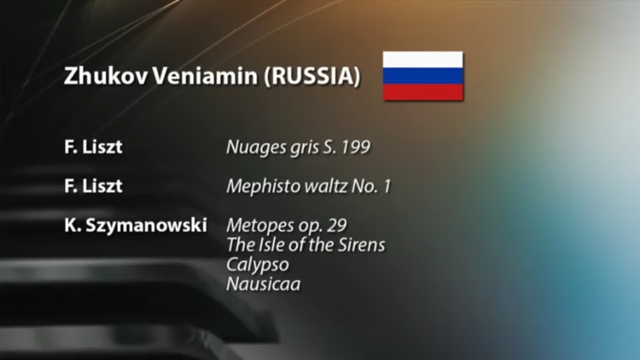 Zhukov Veniamin (RUSSIA)
F. Liszt Nuages gris S. 199
F. Liszt Mephisto waltz No. 1
K. Szymanowski Metopes op. 29
The Isle of the Sirens
Calypso
Nausicaa